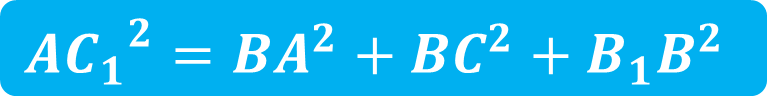 AC₁² = BA² + BC² + B₁B²